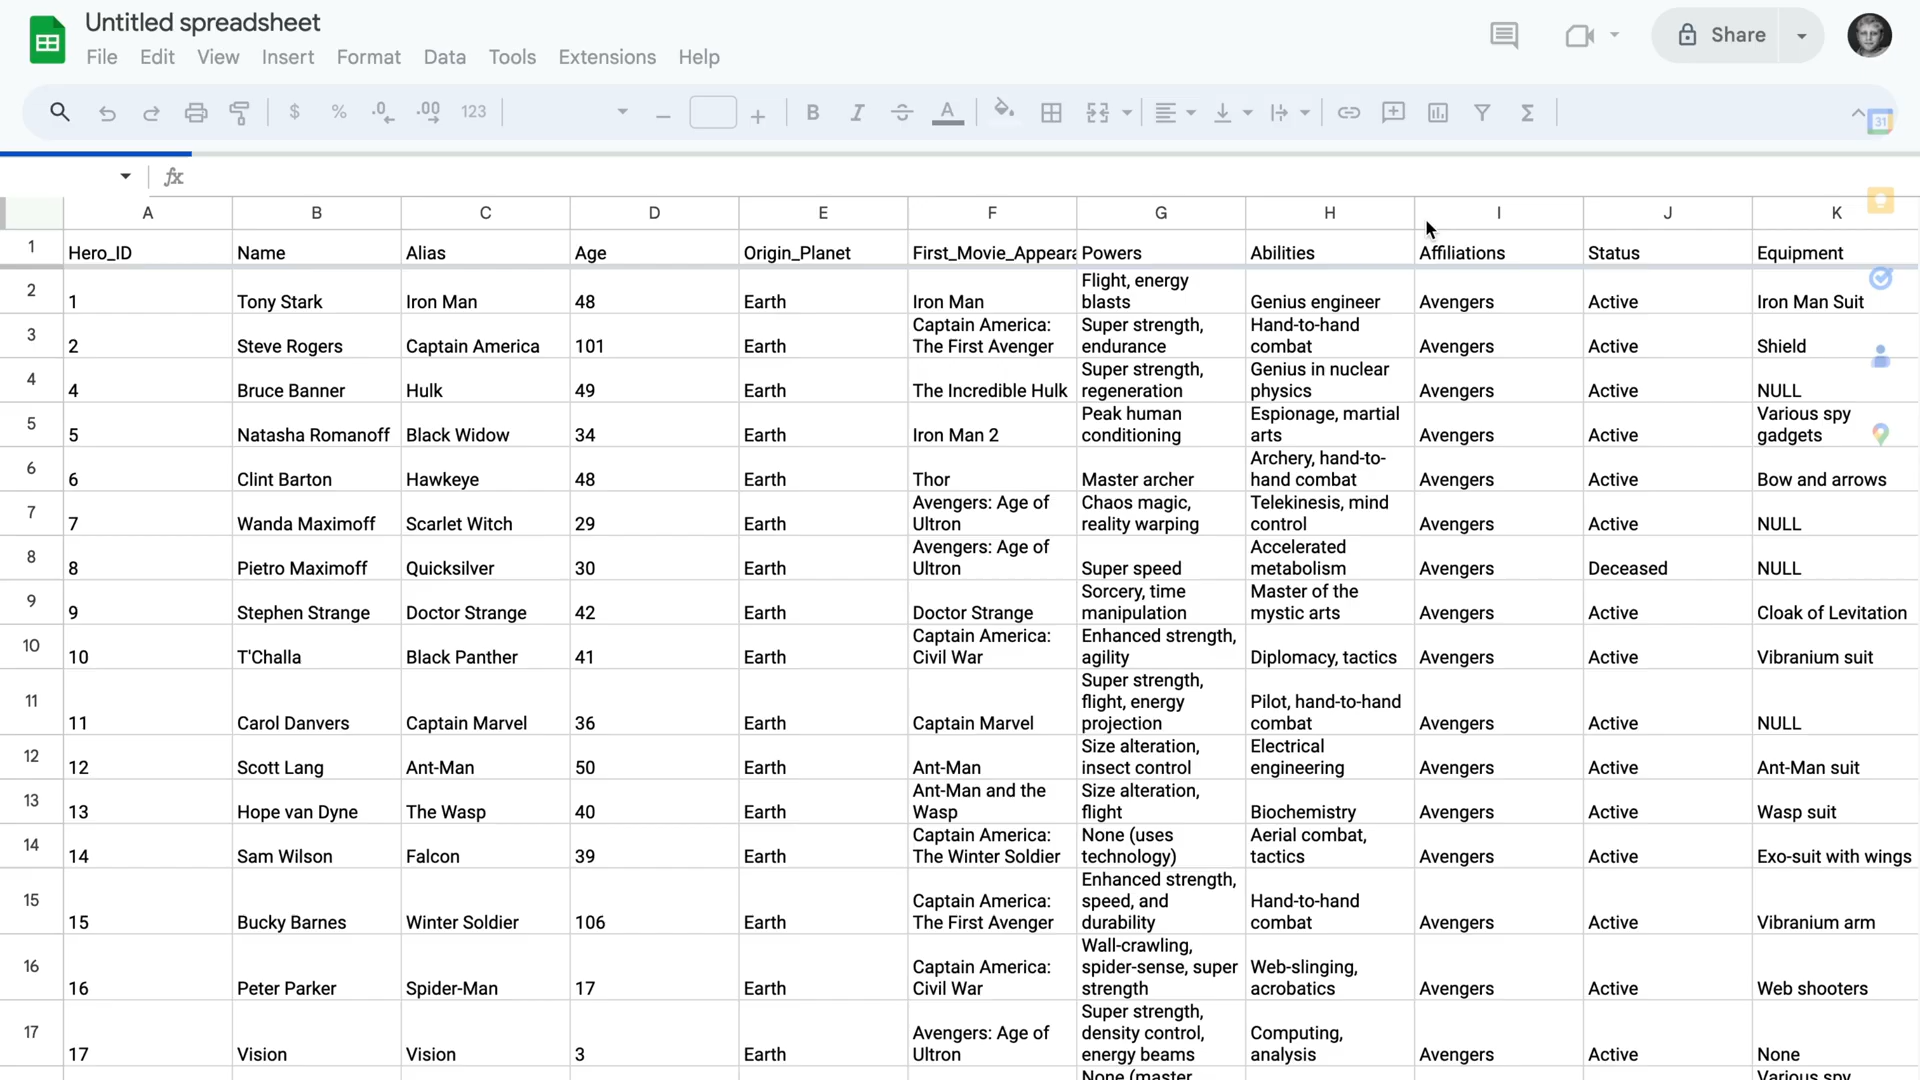 Untitled spreadsheet
File Edit View Insert Format Data Tools Extensions Help
Share
$ % .0 .00 123 B I A Σ 31
fx
A B C D E F G H I J K
1 Hero_ID Name Alias Age Origin_Planet First_Movie_Appeara Powers Abilities Affiliations Status Equipment
Flight, energy
2 1 Tony Stark Iron Man 48 Earth Iron Man blasts Genius engineer Avengers Active Iron Man Suit
Captain America: Super strength, Hand-to-hand
3 2 Steve Rogers Captain America 101 Earth The First Avenger endurance combat Avengers Active Shield
Super strength, Genius in nuclear
4 4 Bruce Banner Hulk 49 Earth The Incredible Hulk regeneration physics Avengers Active NULL
Peak human Espionage, martial Various spy
5 5 Natasha Romanoff Black Widow 34 Earth Iron Man 2 conditioning arts Avengers Active gadgets
Archery, hand-to-
6 6 Clint Barton Hawkeye 48 Earth Thor Master archer hand combat Avengers Active Bow and arrows
Avengers: Age of Chaos magic, Telekinesis, mind
7 7 Wanda Maximoff Scarlet Witch 29 Earth Ultron reality warping control Avengers Active NULL
Avengers: Age of Accelerated
8 8 Pietro Maximoff Quicksilver 30 Earth Ultron Super speed metabolism Avengers Deceased NULL
Sorcery, time Master of the
9 9 Stephen Strange Doctor Strange 42 Earth Doctor Strange manipulation mystic arts Avengers Active Cloak of Levitation
Captain America: Enhanced strength,
10 10 T'Challa Black Panther 41 Earth Civil War agility Diplomacy, tactics Avengers Active Vibranium suit
Super strength,
flight, energy Pilot, hand-to-hand
11 11 Carol Danvers Captain Marvel 36 Earth Captain Marvel projection combat Avengers Active NULL
Size alteration, Electrical
12 12 Scott Lang Ant-Man 50 Earth Ant-Man insect control engineering Avengers Active Ant-Man suit
Ant-Man and the Size alteration,
13 13 Hope van Dyne The Wasp 40 Earth Wasp flight Biochemistry Avengers Active Wasp suit
Captain America: None (uses Aerial combat,
14 14 Sam Wilson Falcon 39 Earth The Winter Soldier technology) tactics Avengers Active Exo-suit with wings
Enhanced strength,
Captain America: speed, and Hand-to-hand
15 15 Bucky Barnes Winter Soldier 106 Earth The First Avenger durability combat Avengers Active Vibranium arm
Wall-crawling,
Captain America: spider-sense, super Web-slinging,
16 16 Peter Parker Spider-Man 17 Earth Civil War strength acrobatics Avengers Active Web shooters
Super strength,
Avengers: Age of density control, Computing,
17 17 Vision Vision 3 Earth Ultron energy beams analysis Avengers Active None
None (master Various spy